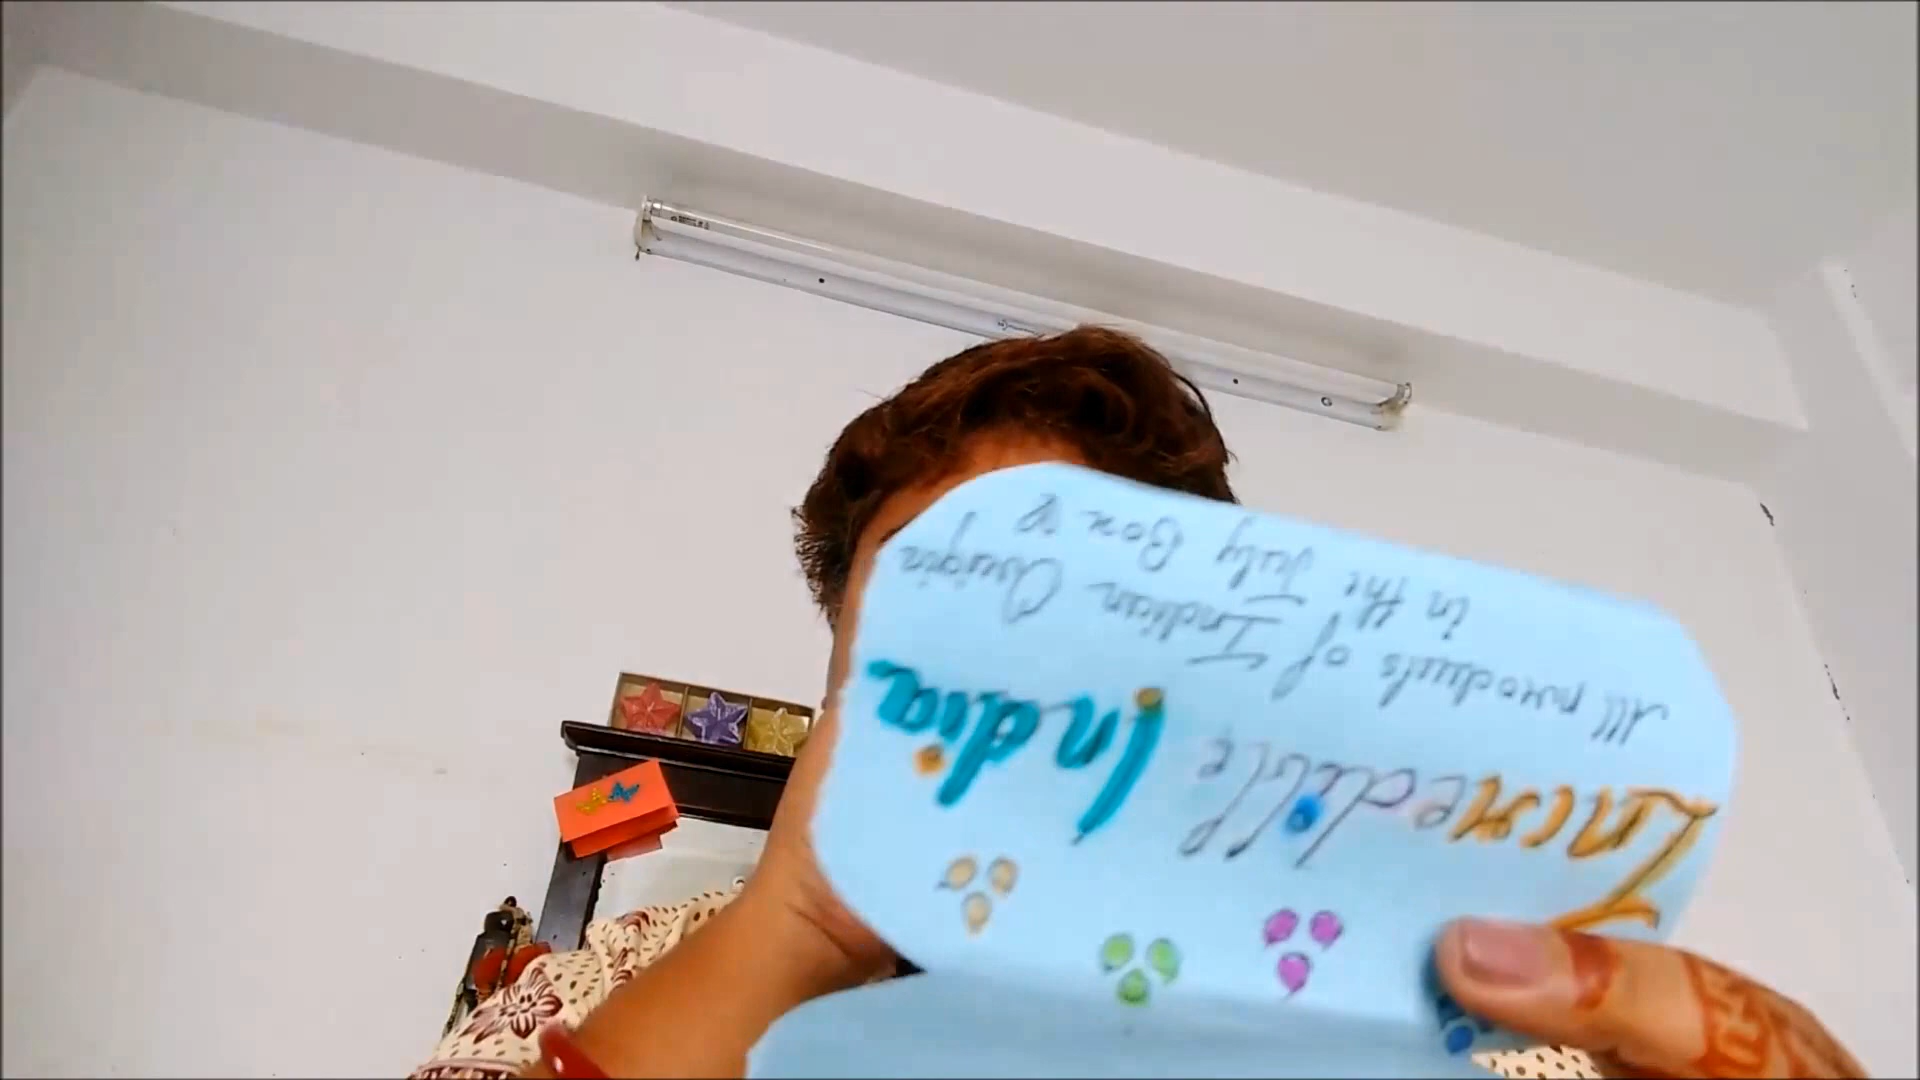 Incredible India
All products of Indian Origin
in the July Box